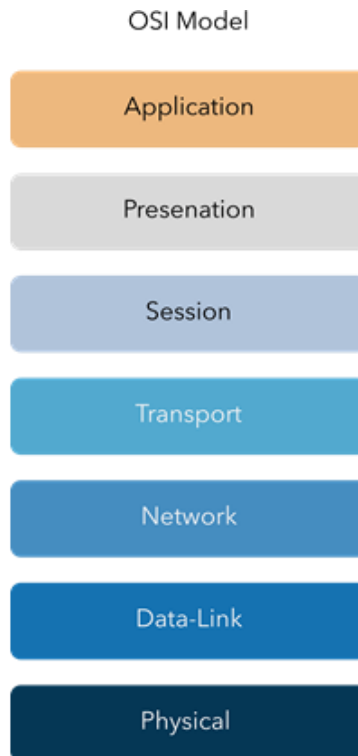 OSI Model
Application
Presenation
Session
Transport
Network
Data-Link
Physical